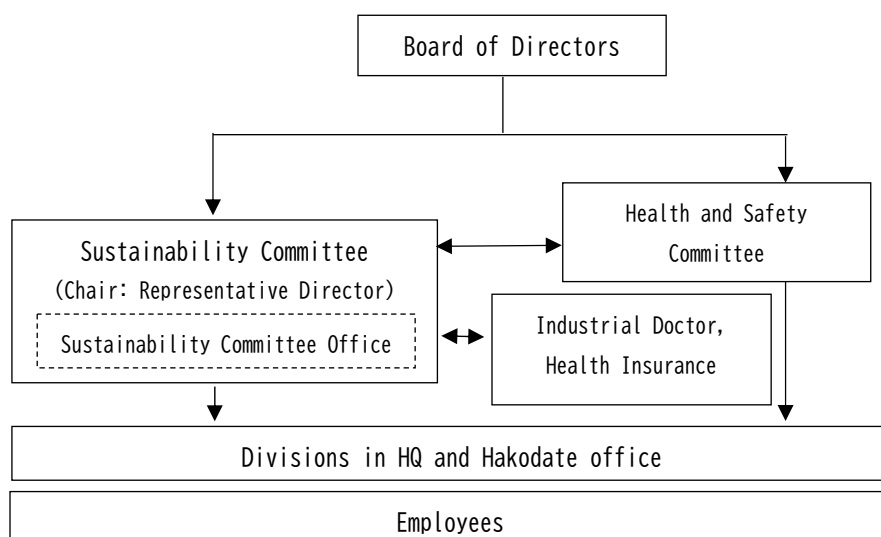 Board of Directors
Health and Safety
Committee
Sustainability Committee
(Chair: Representative Director)
Sustainability Committee Office
Industrial Doctor,
Health Insurance
Divisions in HQ and Hakodate office
Employees